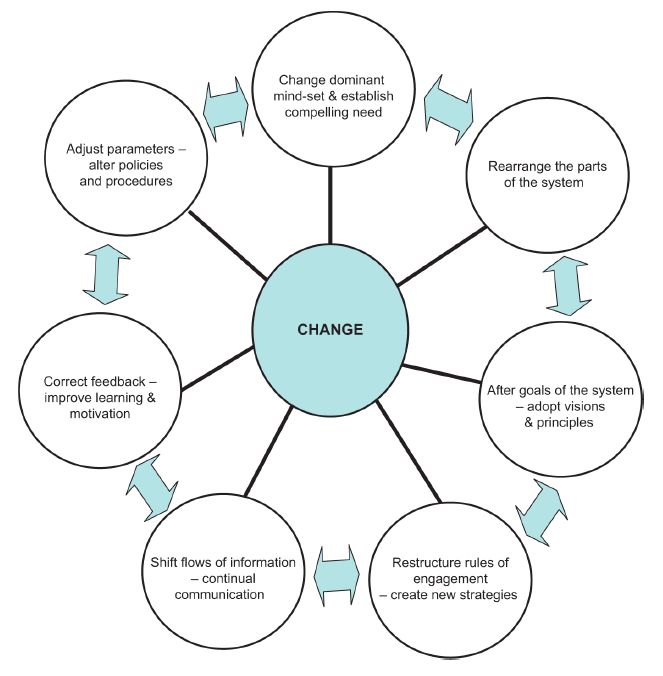 Change dominant
mind-set & establish
compelling need
Rearrange the parts
of the system
After goals of the system
– adopt visions
& principles
Restructure rules of
engagement
– create new strategies
Shift flows of information
– continual
communication
Correct feedback –
improve learning &
motivation
Adjust parameters –
alter policies
and procedures
CHANGE